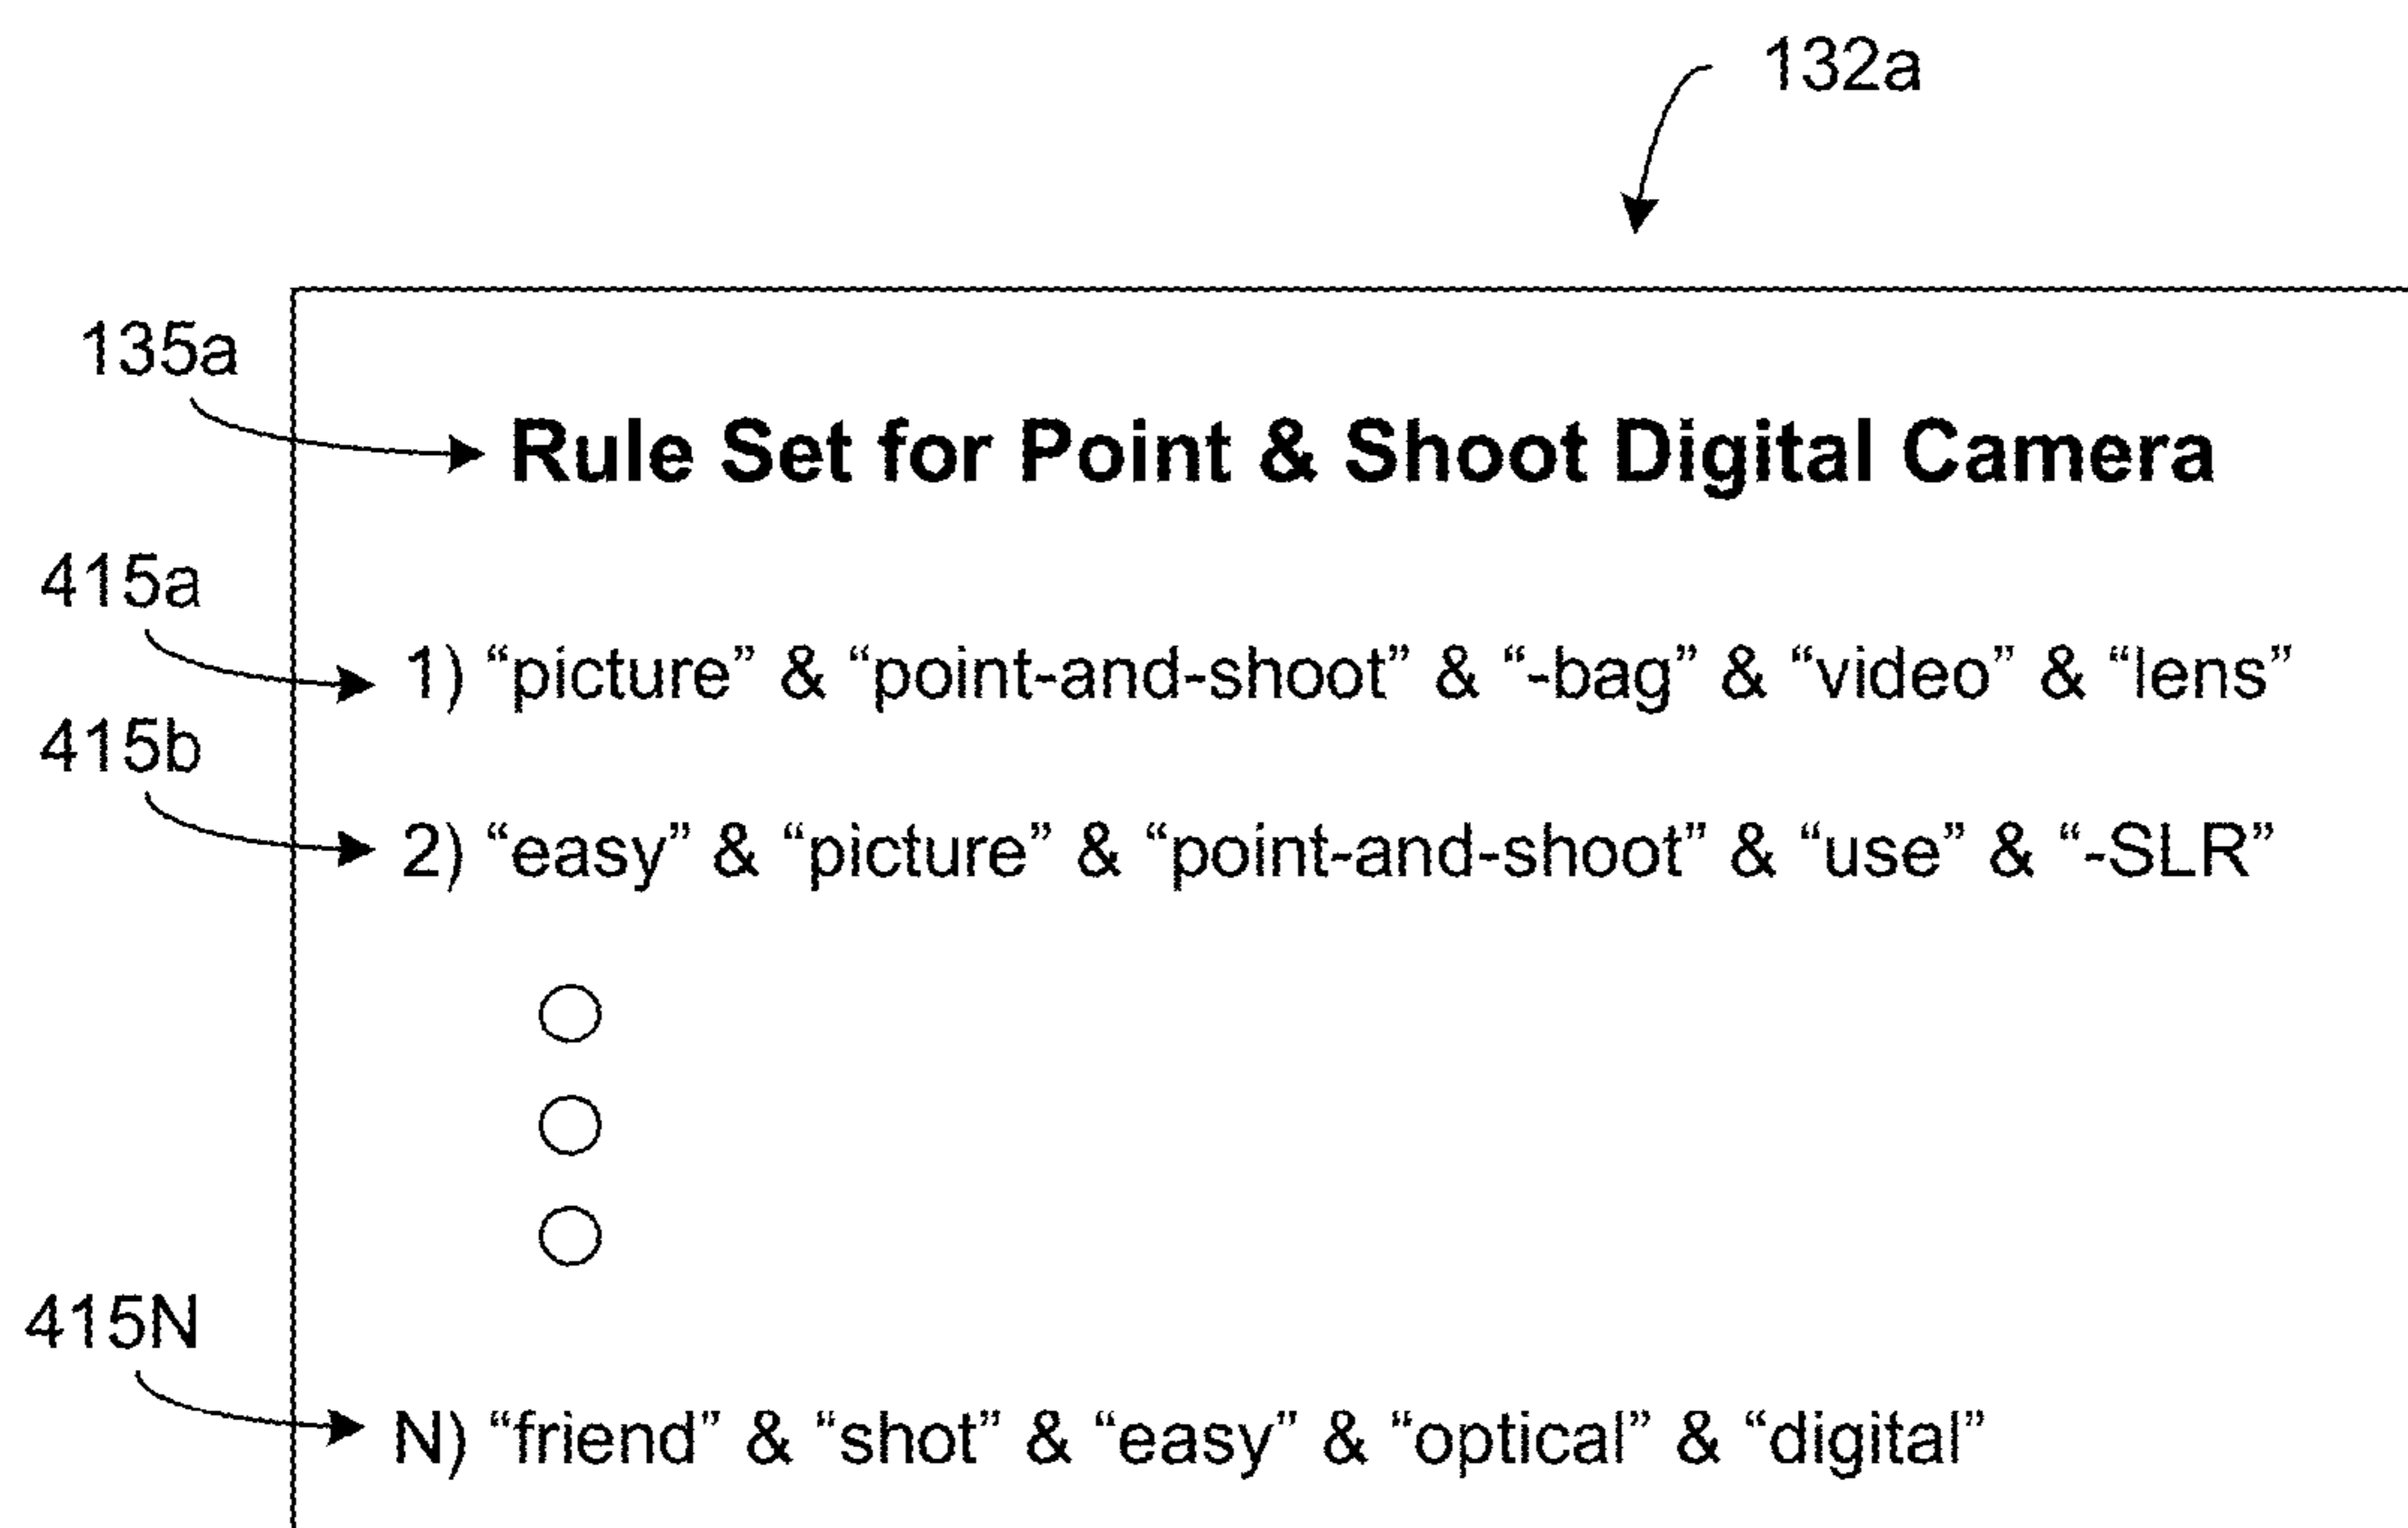 132a
135a
Rule Set for Point & Shoot Digital Camera
415a
1) “picture” & “point-and-shoot” & “-bag” & “video” & “lens”
415b
2) “easy” & “picture” & “point-and-shoot” & “use” & “-SLR”
415N
N) “friend” & “shot” & “easy” & “optical” & “digital”